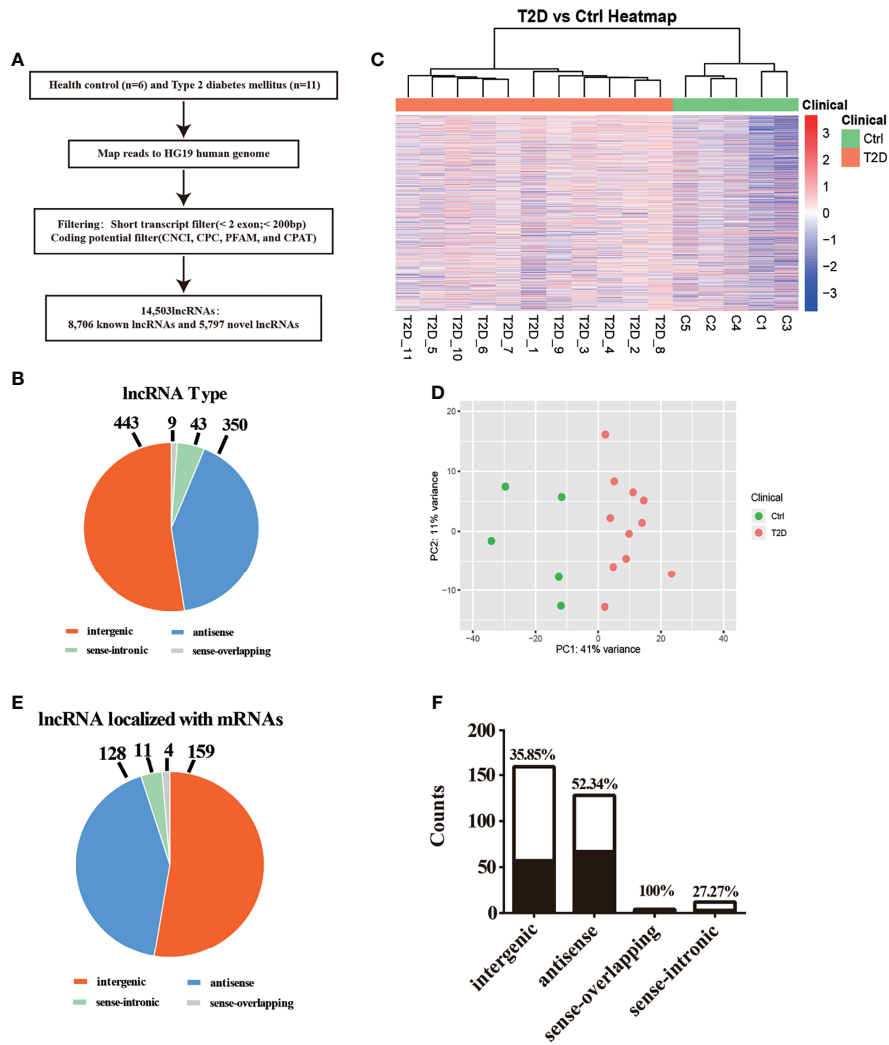 A
Health control (n=6) and Type 2 diabetes mellitus (n=11)
Map reads to HG19 human genome
Filtering: Short transcript filter(< 2 exon;< 200bp)
Coding potential filter(CNCI, CPC, PFAM, and CPAT)
14,503lncRNAs:
8,706 known lncRNAs and 5,797 novel lncRNAs
B
lncRNA Type
443
9
43
350
intergenic
antisense
sense-intronic
sense-overlapping
C
T2D vs Ctrl Heatmap
Clinical
3
2
1
0
−1
−2
−3
Clinical
Ctrl
T2D
T2D_11
T2D_5
T2D_10
T2D_6
T2D_7
T2D_1
T2D_9
T2D_3
T2D_4
T2D_2
T2D_8
C5
C2
C4
C1
C3
D
PC2: 11% variance
20
10
0
−10
−40
−20
0
20
40
PC1: 41% variance
Clinical
Ctrl
T2D
E
lncRNA localized with mRNAs
128
11
4
159
intergenic
antisense
sense-intronic
sense-overlapping
F
Counts
200
150
100
50
0
35.85%
52.34%
100%
27.27%
intergenic
antisense
sense-overlapping
sense-intronic